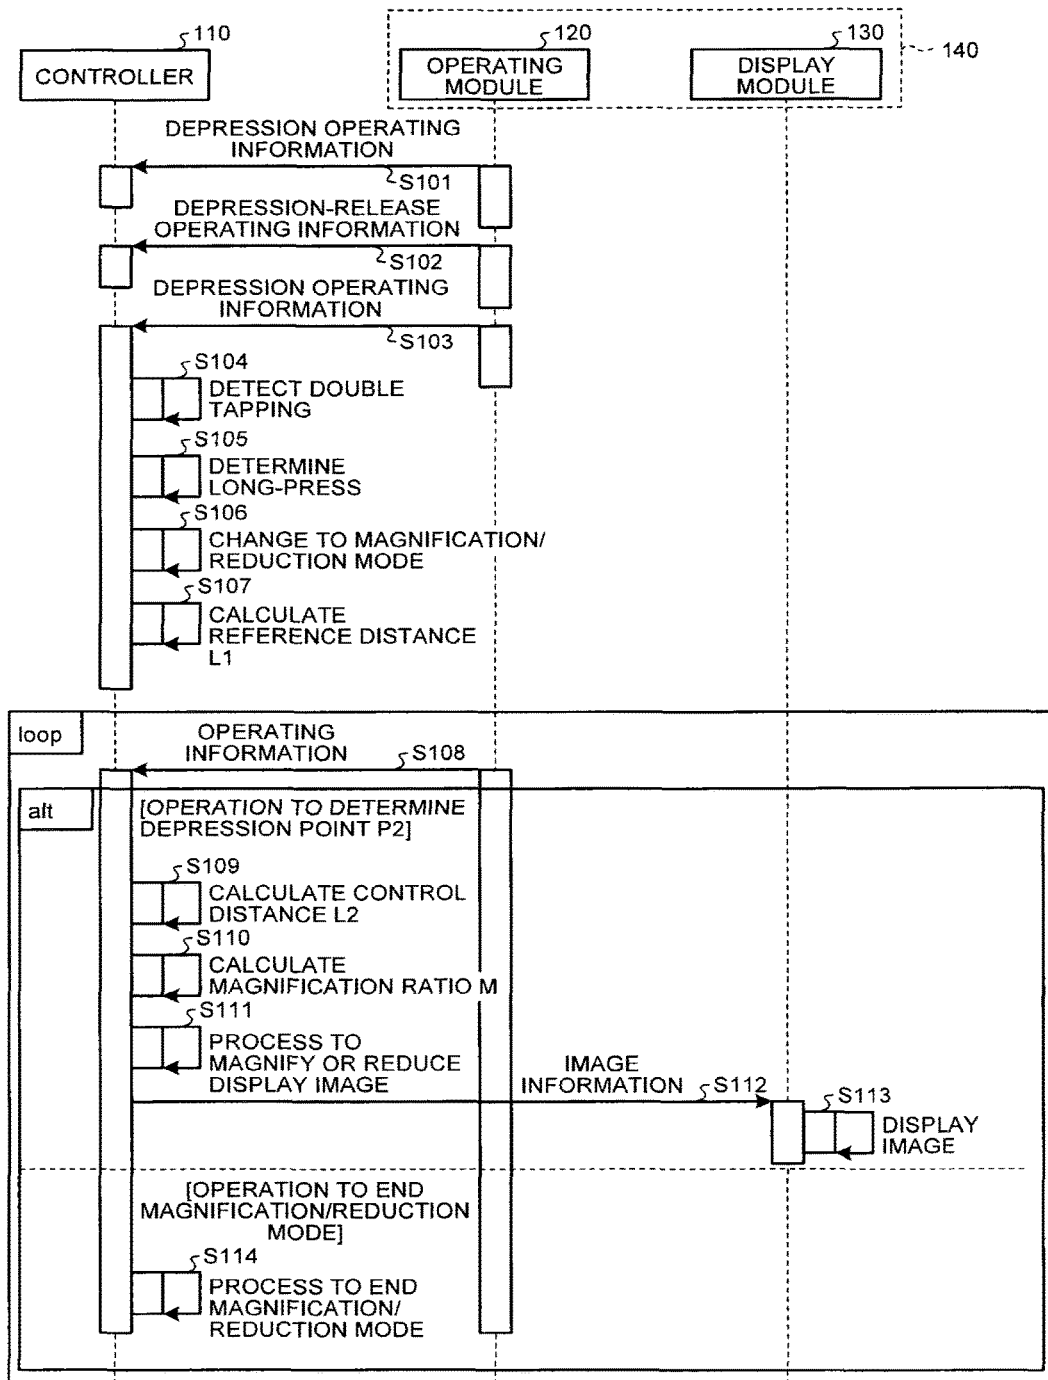 110
120
130
140
CONTROLLER
OPERATING
MODULE
DISPLAY
MODULE
DEPRESSION OPERATING
INFORMATION
S101
DEPRESSION-RELEASE
OPERATING INFORMATION
S102
DEPRESSION OPERATING
INFORMATION
S103
S104
DETECT DOUBLE
TAPPING
S105
DETERMINE
LONG-PRESS
S106
CHANGE TO MAGNIFICATION/
REDUCTION MODE
S107
CALCULATE
REFERENCE DISTANCE
L1
loop
OPERATING
INFORMATION
S108
alt
[OPERATION TO DETERMINE
DEPRESSION POINT P2]
S109
CALCULATE CONTROL
DISTANCE L2
S110
CALCULATE
MAGNIFICATION RATIO M
S111
PROCESS TO
MAGNIFY OR REDUCE
DISPLAY IMAGE
IMAGE
INFORMATION
S112
S113
DISPLAY
IMAGE
[OPERATION TO END
MAGNIFICATION/REDUCTION
MODE]
S114
PROCESS TO END
MAGNIFICATION/
REDUCTION MODE